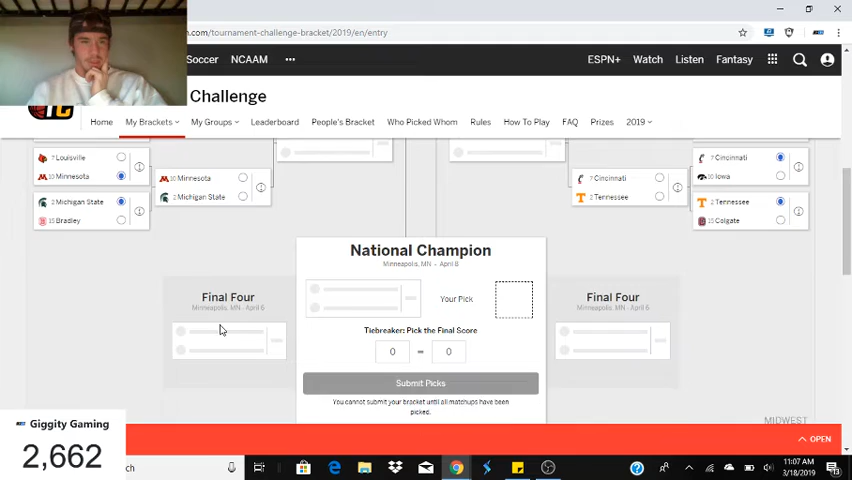 com/tournament-challenge-bracket/2019/en/entry
Soccer NCAAM ••• ESPN+ Watch Listen Fantasy
Challenge
Home My Brackets My Groups Leaderboard People's Bracket Who Picked Whom Rules How To Play FAQ Prizes 2019
7 Louisville
10 Minnesota
2 Michigan State
15 Bradley
10 Minnesota
2 Michigan State
7 Cincinnati
2 Tennessee
7 Cincinnati
10 Iowa
2 Tennessee
15 Colgate
National Champion
Minneapolis, MN - April 8
Your Pick
Final Four
Minneapolis, MN - April 6
Final Four
Minneapolis, MN - April 6
Tiebreaker: Pick the Final Score
0 – 0
Submit Picks
You cannot submit your bracket until all matchups have been
picked.
MIDWEST
OPEN
Giggity Gaming
2,662
ch
11:07 AM
3/18/2019